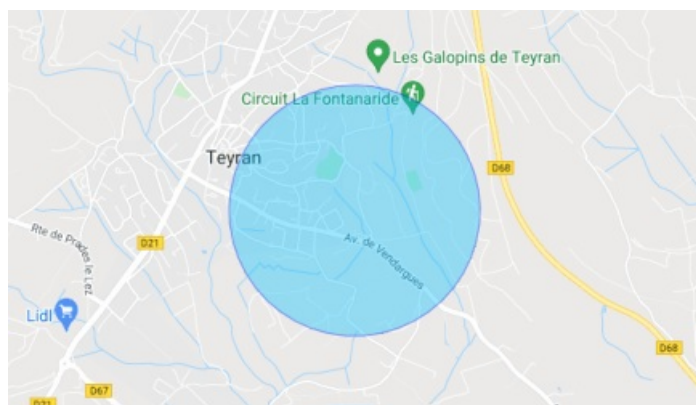 Les Galopins de Teyran
Circuit La Fontanaride
Teyran
D68
Rte de Prades le Lez
D21
Av. de Vendargues
Lidl
D68
D67
D21